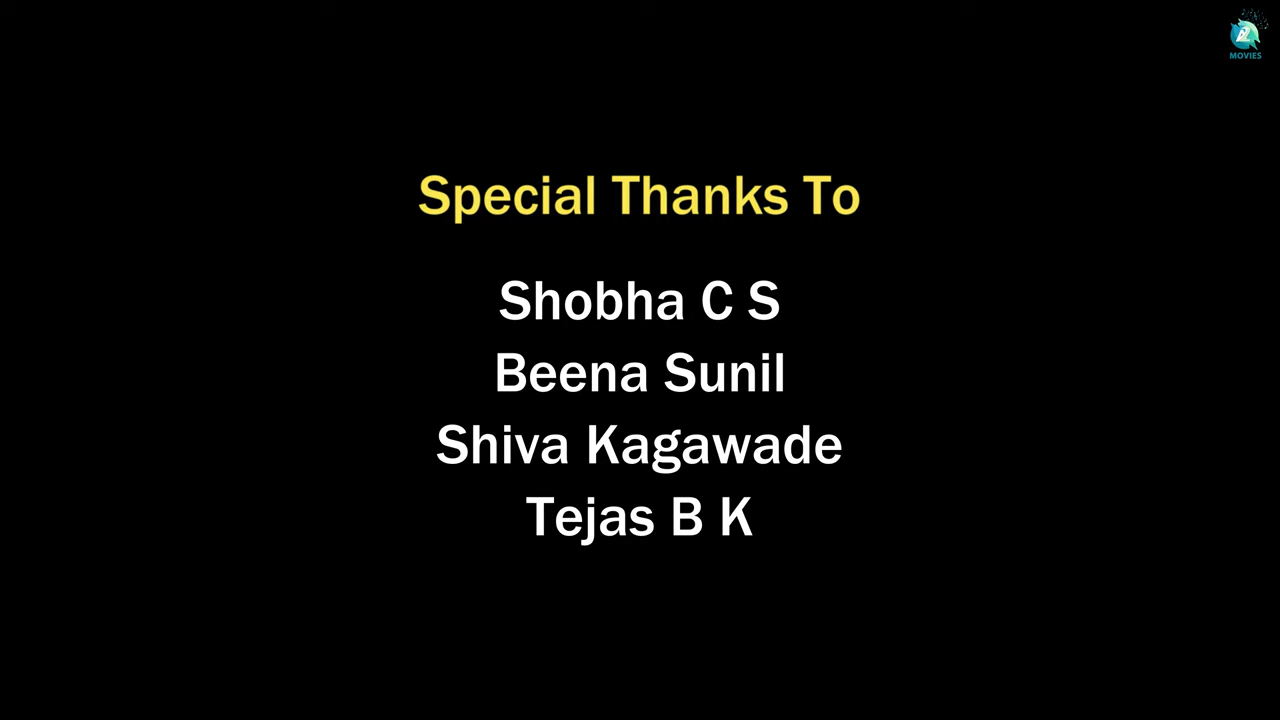 MOVIES
Special Thanks To
Shobha C S
Beena Sunil
Shiva Kagawade
Tejas B K